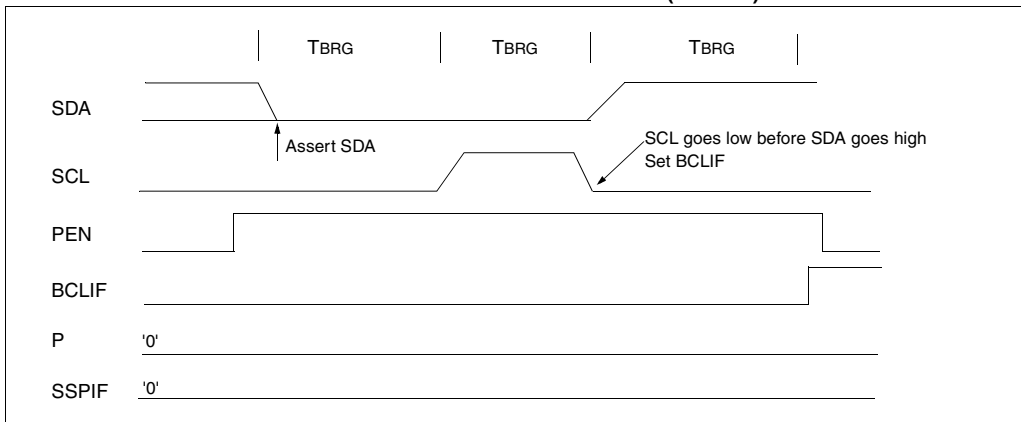 TBRG TBRG TBRG
SDA
Assert SDA
SCL goes low before SDA goes high
Set BCLIF
SCL
PEN
BCLIF
P '0'
SSPIF '0'